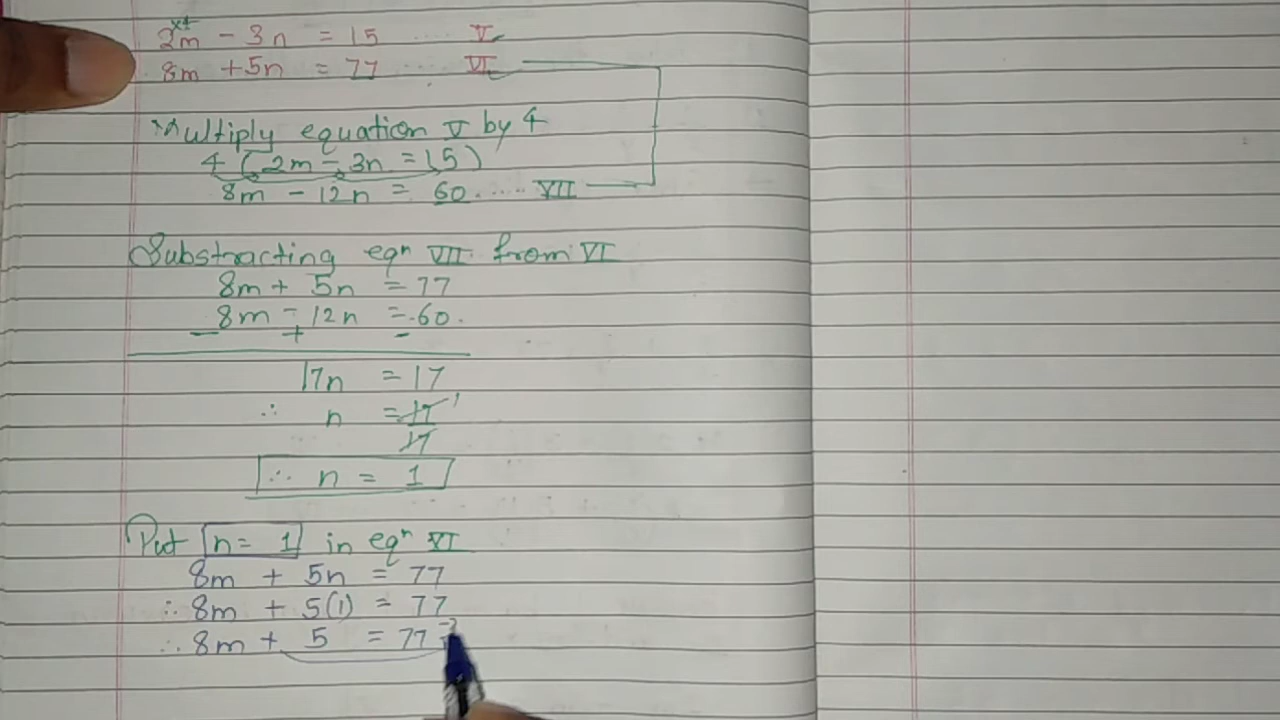 ×4
2m - 3n = 15 .... V
8m + 5n = 77 .... VI
Multiply equation V by 4
4 (2m - 3n = 15)
8m - 12n = 60 ..... VII
Substracting eqn VII from VI
8m + 5n = 77
8m - 12n = 60.
- + -
17n = 17
∴ n = 17 1
17
∴ n = 1
Put n = 1 in eqn VI
8m + 5n = 77
∴ 8m + 5(1) = 77
∴ 8m + 5 = 77